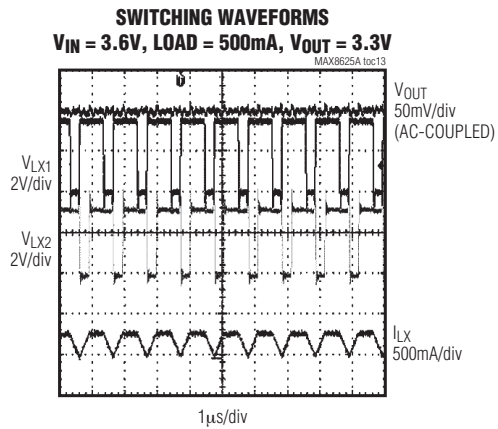 SWITCHING WAVEFORMS
VIN = 3.6V, LOAD = 500mA, VOUT = 3.3V
MAX8625A toc13
VOUT
50mV/div
(AC-COUPLED)
VLX1
2V/div
VLX2
2V/div
ILX
500mA/div
1μs/div